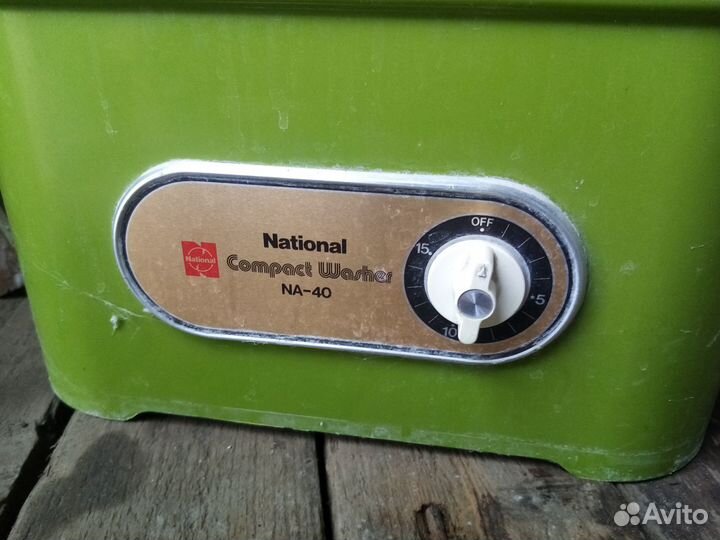 National
National
Compact Washer
NA-40
OFF
15
5
10
Avito